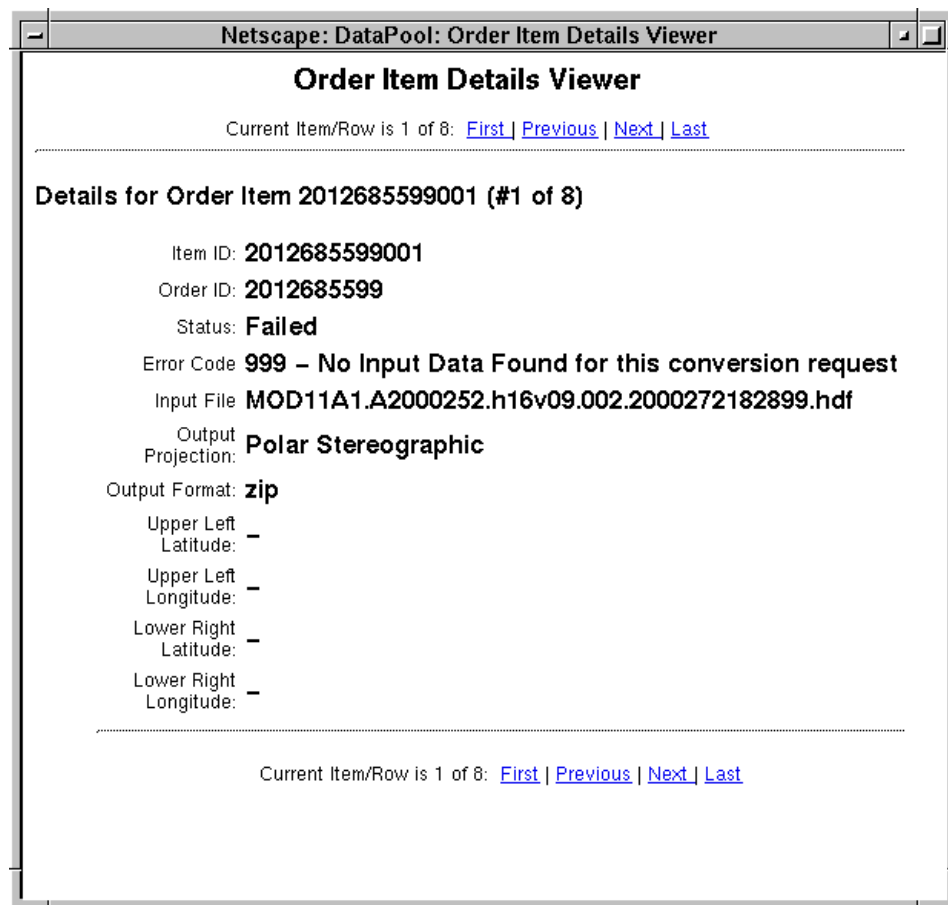 Netscape: DataPool: Order Item Details Viewer
Order Item Details Viewer
Current Item/Row is 1 of 8: First | Previous | Next | Last
Details for Order Item 2012685599001 (#1 of 8)
Item ID: 2012685599001
Order ID: 2012685599
Status: Failed
Error Code 999 – No Input Data Found for this conversion request
Input File MOD11A1.A2000252.h16v09.002.2000272182899.hdf
Output
Projection: Polar Stereographic
Output Format: zip
Upper Left
Latitude: –
Upper Left
Longitude: –
Lower Right
Latitude: –
Lower Right
Longitude: –
Current Item/Row is 1 of 8: First | Previous | Next | Last